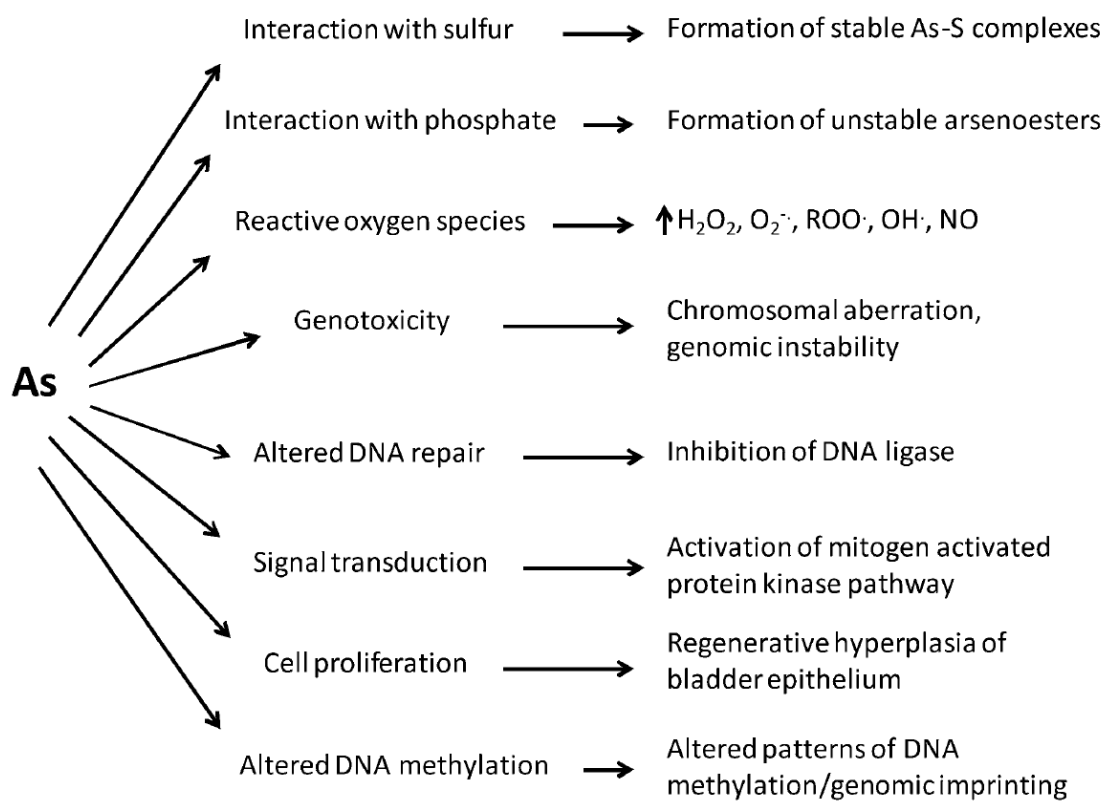 Interaction with sulfur
Formation of stable As-S complexes
Interaction with phosphate
Formation of unstable arsenoesters
Reactive oxygen species
H₂O₂, O₂⁻·, ROO·, OH·, NO
Genotoxicity
Chromosomal aberration,
genomic instability
As
Altered DNA repair
Inhibition of DNA ligase
Signal transduction
Activation of mitogen activated
protein kinase pathway
Cell proliferation
Regenerative hyperplasia of
bladder epithelium
Altered DNA methylation
Altered patterns of DNA
methylation/genomic imprinting